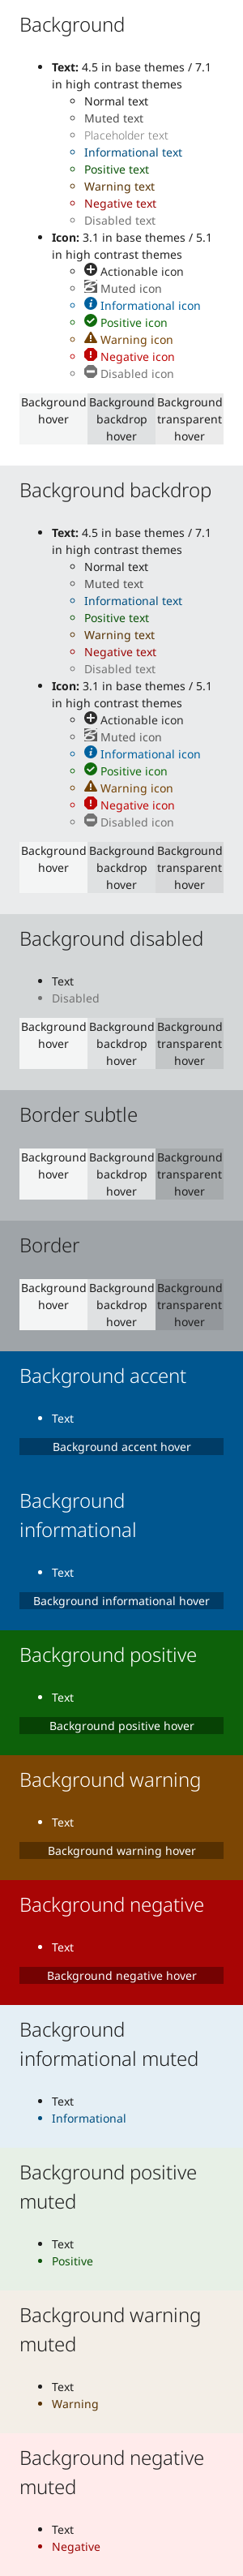 Background
Text: 4.5 in base themes / 7.1
in high contrast themes
Normal text
Muted text
Placeholder text
Informational text
Positive text
Warning text
Negative text
Disabled text
Icon: 3.1 in base themes / 5.1
in high contrast themes
Actionable icon
Muted icon
Informational icon
Positive icon
Warning icon
Negative icon
Disabled icon
Background hover
Background backdrop hover
Background transparent hover
Background backdrop
Text: 4.5 in base themes / 7.1
in high contrast themes
Normal text
Muted text
Informational text
Positive text
Warning text
Negative text
Disabled text
Icon: 3.1 in base themes / 5.1
in high contrast themes
Actionable icon
Muted icon
Informational icon
Positive icon
Warning icon
Negative icon
Disabled icon
Background hover
Background backdrop hover
Background transparent hover
Background disabled
Text
Disabled
Background hover
Background backdrop hover
Background transparent hover
Border subtle
Background hover
Background backdrop hover
Background transparent hover
Border
Background hover
Background backdrop hover
Background transparent hover
Background accent
Text
Background accent hover
Background
informational
Text
Background informational hover
Background positive
Text
Background positive hover
Background warning
Text
Background warning hover
Background negative
Text
Background negative hover
Background
informational muted
Text
Informational
Background positive
muted
Text
Positive
Background warning
muted
Text
Warning
Background negative
muted
Text
Negative